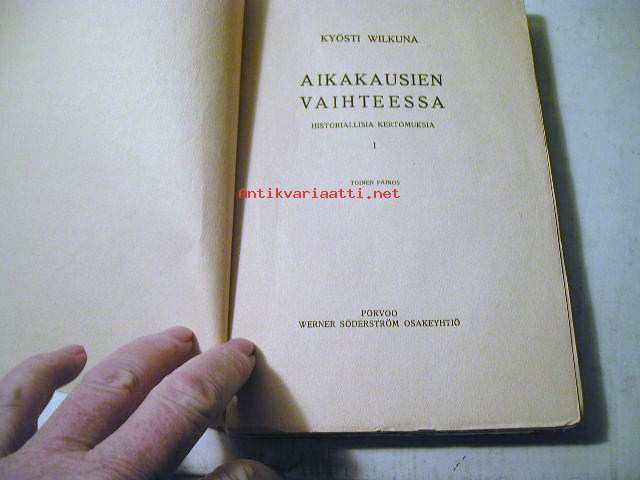 KYÖSTI WILKUNA
AIKAKAUSIEN
VAIHTEESSA
HISTORIALLISIA KERTOMUKSIA
I
TOINEN PAINOS
antikvariaatti.net
PORVOO
WERNER SÖDERSTRÖM OSAKEYHTIÖ